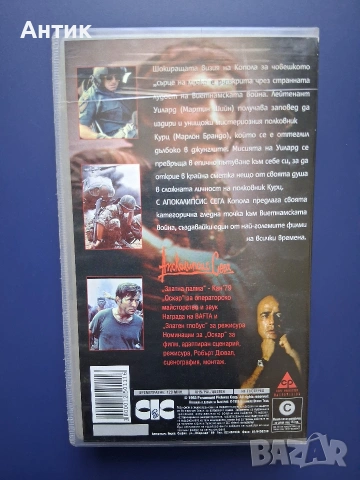 Антик
Шокиращата визия на Копола за човешкото
„сърце на мрака" е разкрита чрез странната
лудост на виетнамската война. Лейтенант
Уилард (Мартин Шийн) получава заповед да
издири и унищожи мистериозния полковник
Курц (Марлон Брандо), който се е оттеглил
дълбоко в джунглите. Мисията на Уилард се
превръща в епично пътуване към себе си, за да
открие в крайна сметка нещо от своята душа
в сложната личност на полковник Курц.
С АПОКАЛИПСИС СЕГА Копола предлага своята
категорична гледна точка към Виетнамската
война, създавайки един от най-големите филми
на всички времена.
Апокалипсис Сега
„Златна палма" - Кан 79
„Оскар" за операторско
майсторство и звук
Награда на BAFTA и
"Златен глобус" за режисура
Номинации за „Оскар" за
филм, адаптиран сценарий,
режисура, Робърт Дювал,
сценография, монтаж.
C
BAZAR